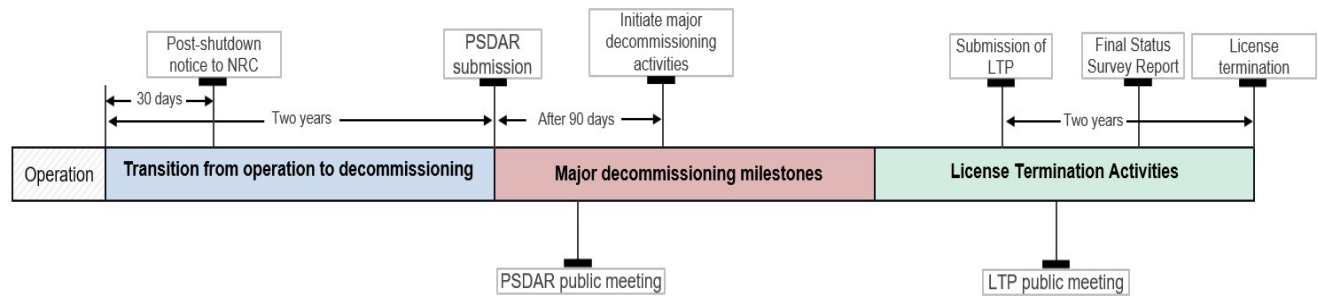 Post-shutdown
notice to NRC
PSDAR
submission
Initiate major
decommissioning
activities
Submission of
LTP
Final Status
Survey Report
License
termination
30 days
Two years
After 90 days
Two years
Operation
Transition from operation to decommissioning
Major decommissioning milestones
License Termination Activities
PSDAR public meeting
LTP public meeting